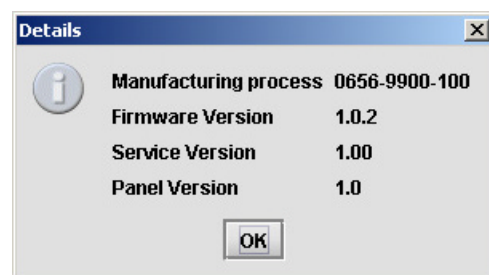 Details
Manufacturing process 0656-9900-100
Firmware Version 1.0.2
Service Version 1.00
Panel Version 1.0
OK